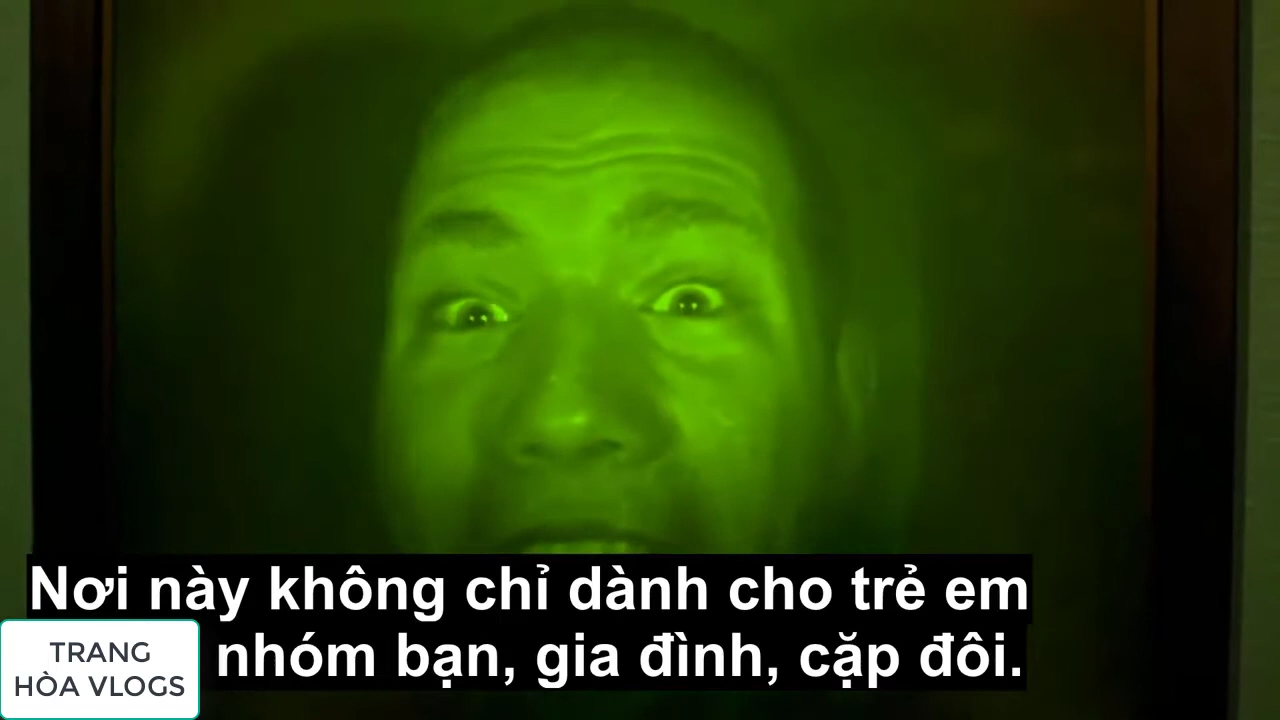 Nơi này không chỉ dành cho trẻ em
nhóm bạn, gia đình, cặp đôi.
TRANG
HÒA VLOGS